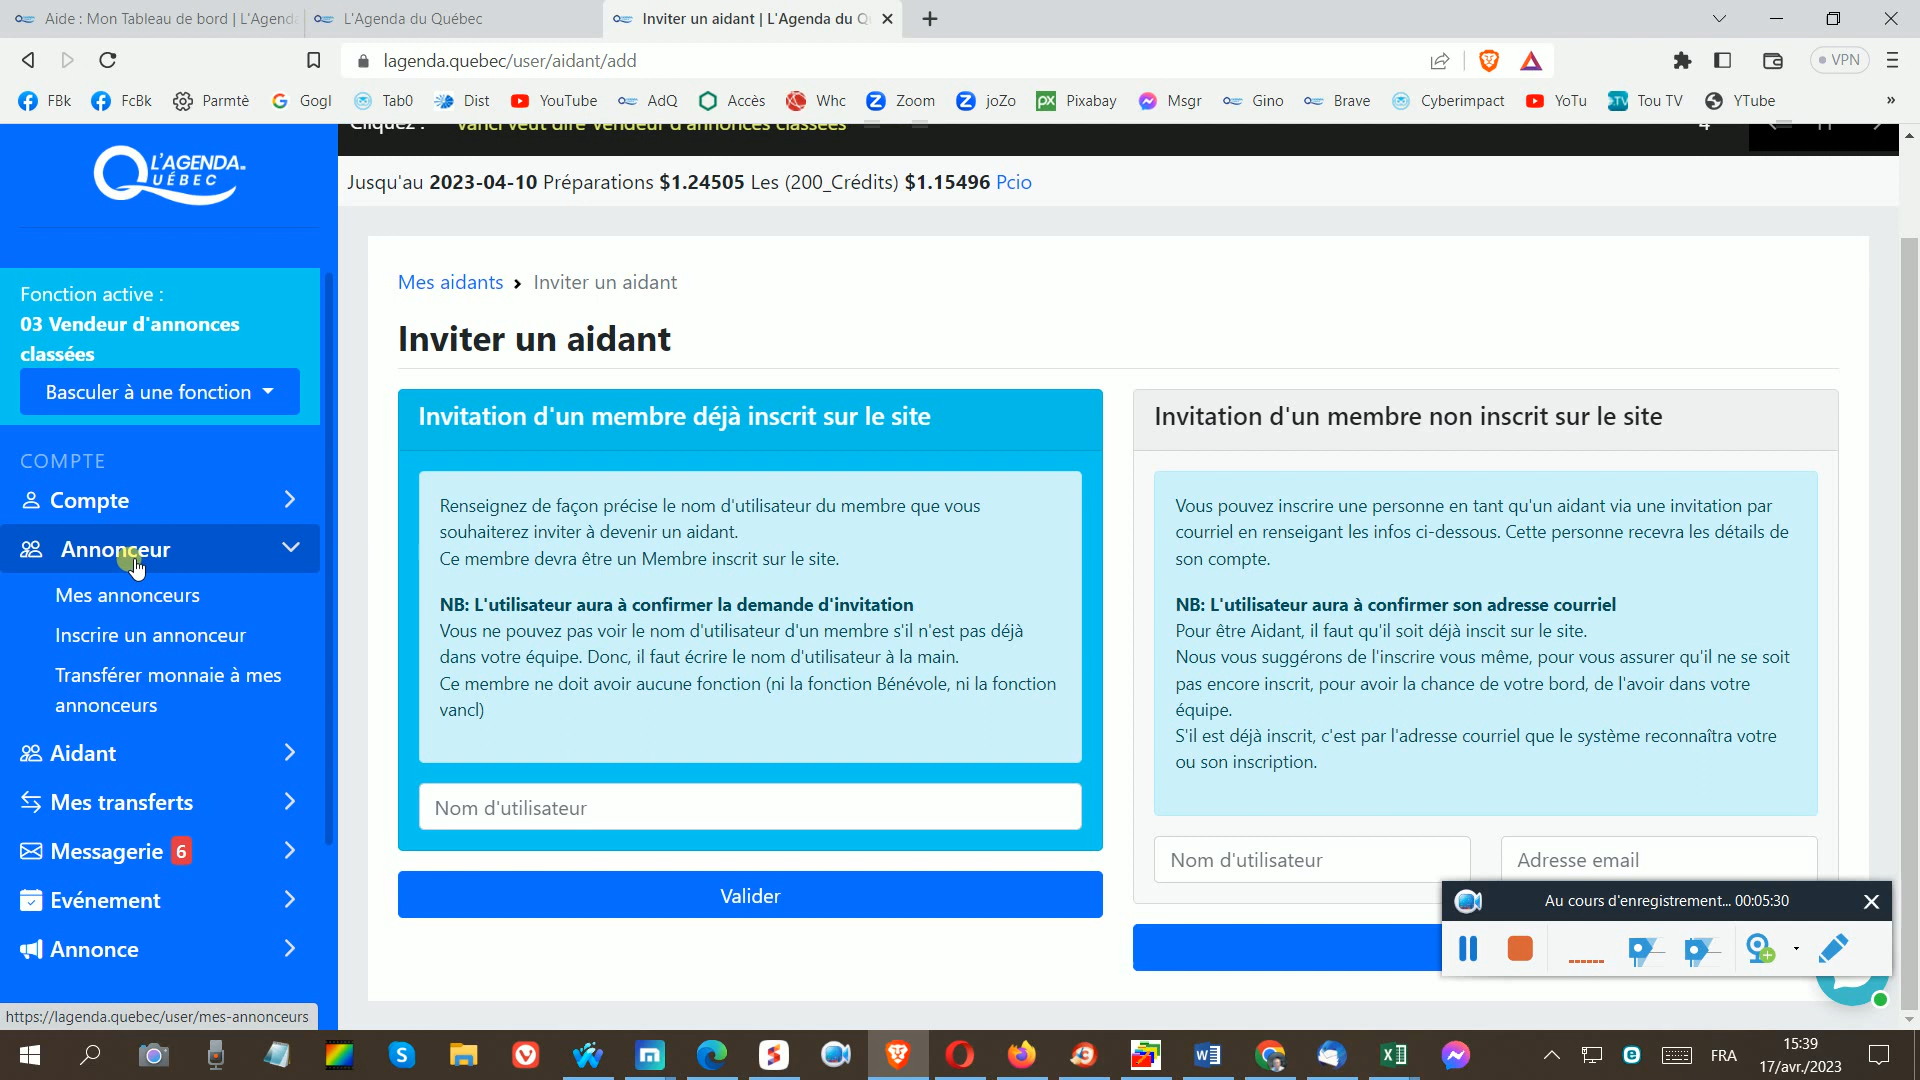 Aide : Mon Tableau de bord | L'Agenda
L'Agenda du Québec
Inviter un aidant | L'Agenda du Q
lagenda.quebec/user/aidant/add
VPN
FBk
FcBk
Parmtè
Gogl
Tab0
Dist
YouTube
AdQ
Accès
Whc
Zoom
joZo
Pixabay
Msgr
Gino
Brave
Cyberimpact
YoTu
Tou TV
YTube
»
Cliquez : vancl veut dire vendeur d'annonces classées
4
L'AGENDA.
QUÉBEC
Jusqu'au 2023-04-10 Préparations $1.24505 Les (200_Crédits) $1.15496 Pcio
Fonction active :
03 Vendeur d'annonces
classées
Basculer à une fonction
COMPTE
Compte
Annonceur
Mes annonceurs
Inscrire un annonceur
Transférer monnaie à mes
annonceurs
Aidant
Mes transferts
Messagerie 6
Evénement
Annonce
https://lagenda.quebec/user/mes-annonceurs
Mes aidants › Inviter un aidant
Inviter un aidant
Invitation d'un membre déjà inscrit sur le site
Renseignez de façon précise le nom d'utilisateur du membre que vous
souhaiterez inviter à devenir un aidant.
Ce membre devra être un Membre inscrit sur le site.
NB: L'utilisateur aura à confirmer la demande d'invitation
Vous ne pouvez pas voir le nom d'utilisateur d'un membre s'il n'est pas déjà
dans votre équipe. Donc, il faut écrire le nom d'utilisateur à la main.
Ce membre ne doit avoir aucune fonction (ni la fonction Bénévole, ni la fonction
vancl)
Nom d'utilisateur
Valider
Invitation d'un membre non inscrit sur le site
Vous pouvez inscrire une personne en tant qu'un aidant via une invitation par
courriel en renseigant les infos ci-dessous. Cette personne recevra les détails de
son compte.
NB: L'utilisateur aura à confirmer son adresse courriel
Pour être Aidant, il faut qu'il soit déjà inscit sur le site.
Nous vous suggérons de l'inscrire vous même, pour vous assurer qu'il ne se soit
pas encore inscrit, pour avoir la chance de votre bord, de l'avoir dans votre
équipe.
S'il est déjà inscrit, c'est par l'adresse courriel que le système reconnaîtra votre
ou son inscription.
Nom d'utilisateur
Adresse email
Au cours d'enregistrement... 00:05:30
FRA
15:39
17/avr./2023